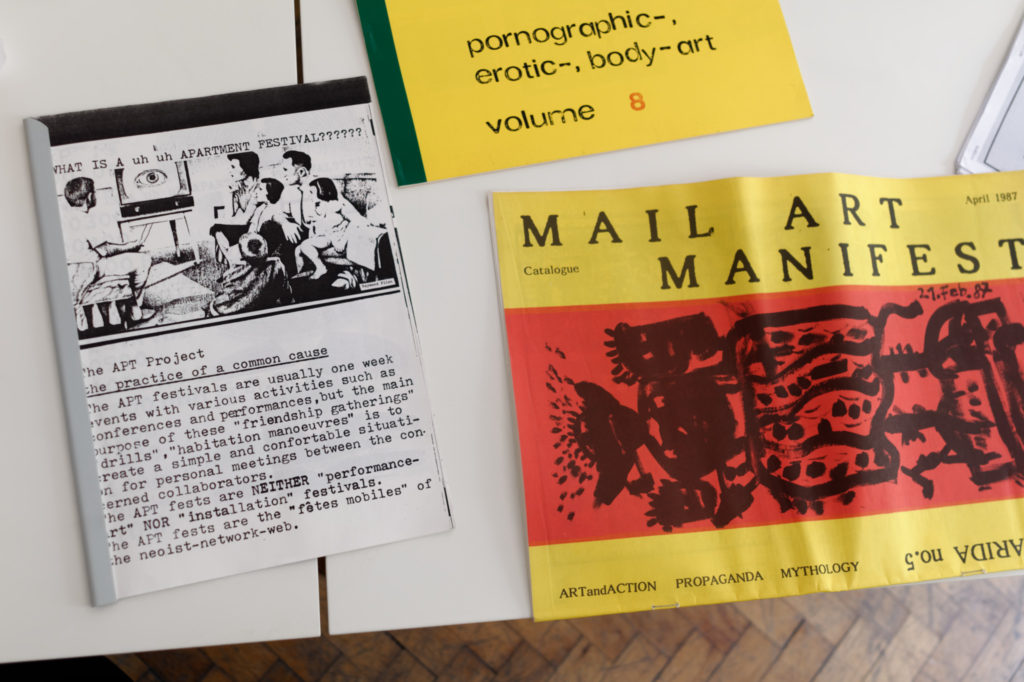 pornographic-,
erotic-, body-art
volume 8
WHAT IS A uh uh APARTMENT FESTIVAL??????
The APT Project
the practice of a common cause
The APT festivals are usually one week
events with various activities such as
conferences and performances,but thhe main
purpose of these "friendship gatherings"
"drills","habitation manoeuvres" is to
create a simple and confortable situati-
on for personal meetings between the con-
cerned collaborators.
The APT fests are NEITHER "performance-
art" NOR "installation" festivals.
The APT fests are the "fêtes mobiles" of
the neoist-network-web.
April 1987
MAIL ART
Catalogue
MANIFEST
21.Feb.87
ARIDA no.5
ARTandACTION PROPAGANDA MYTHOLOGY